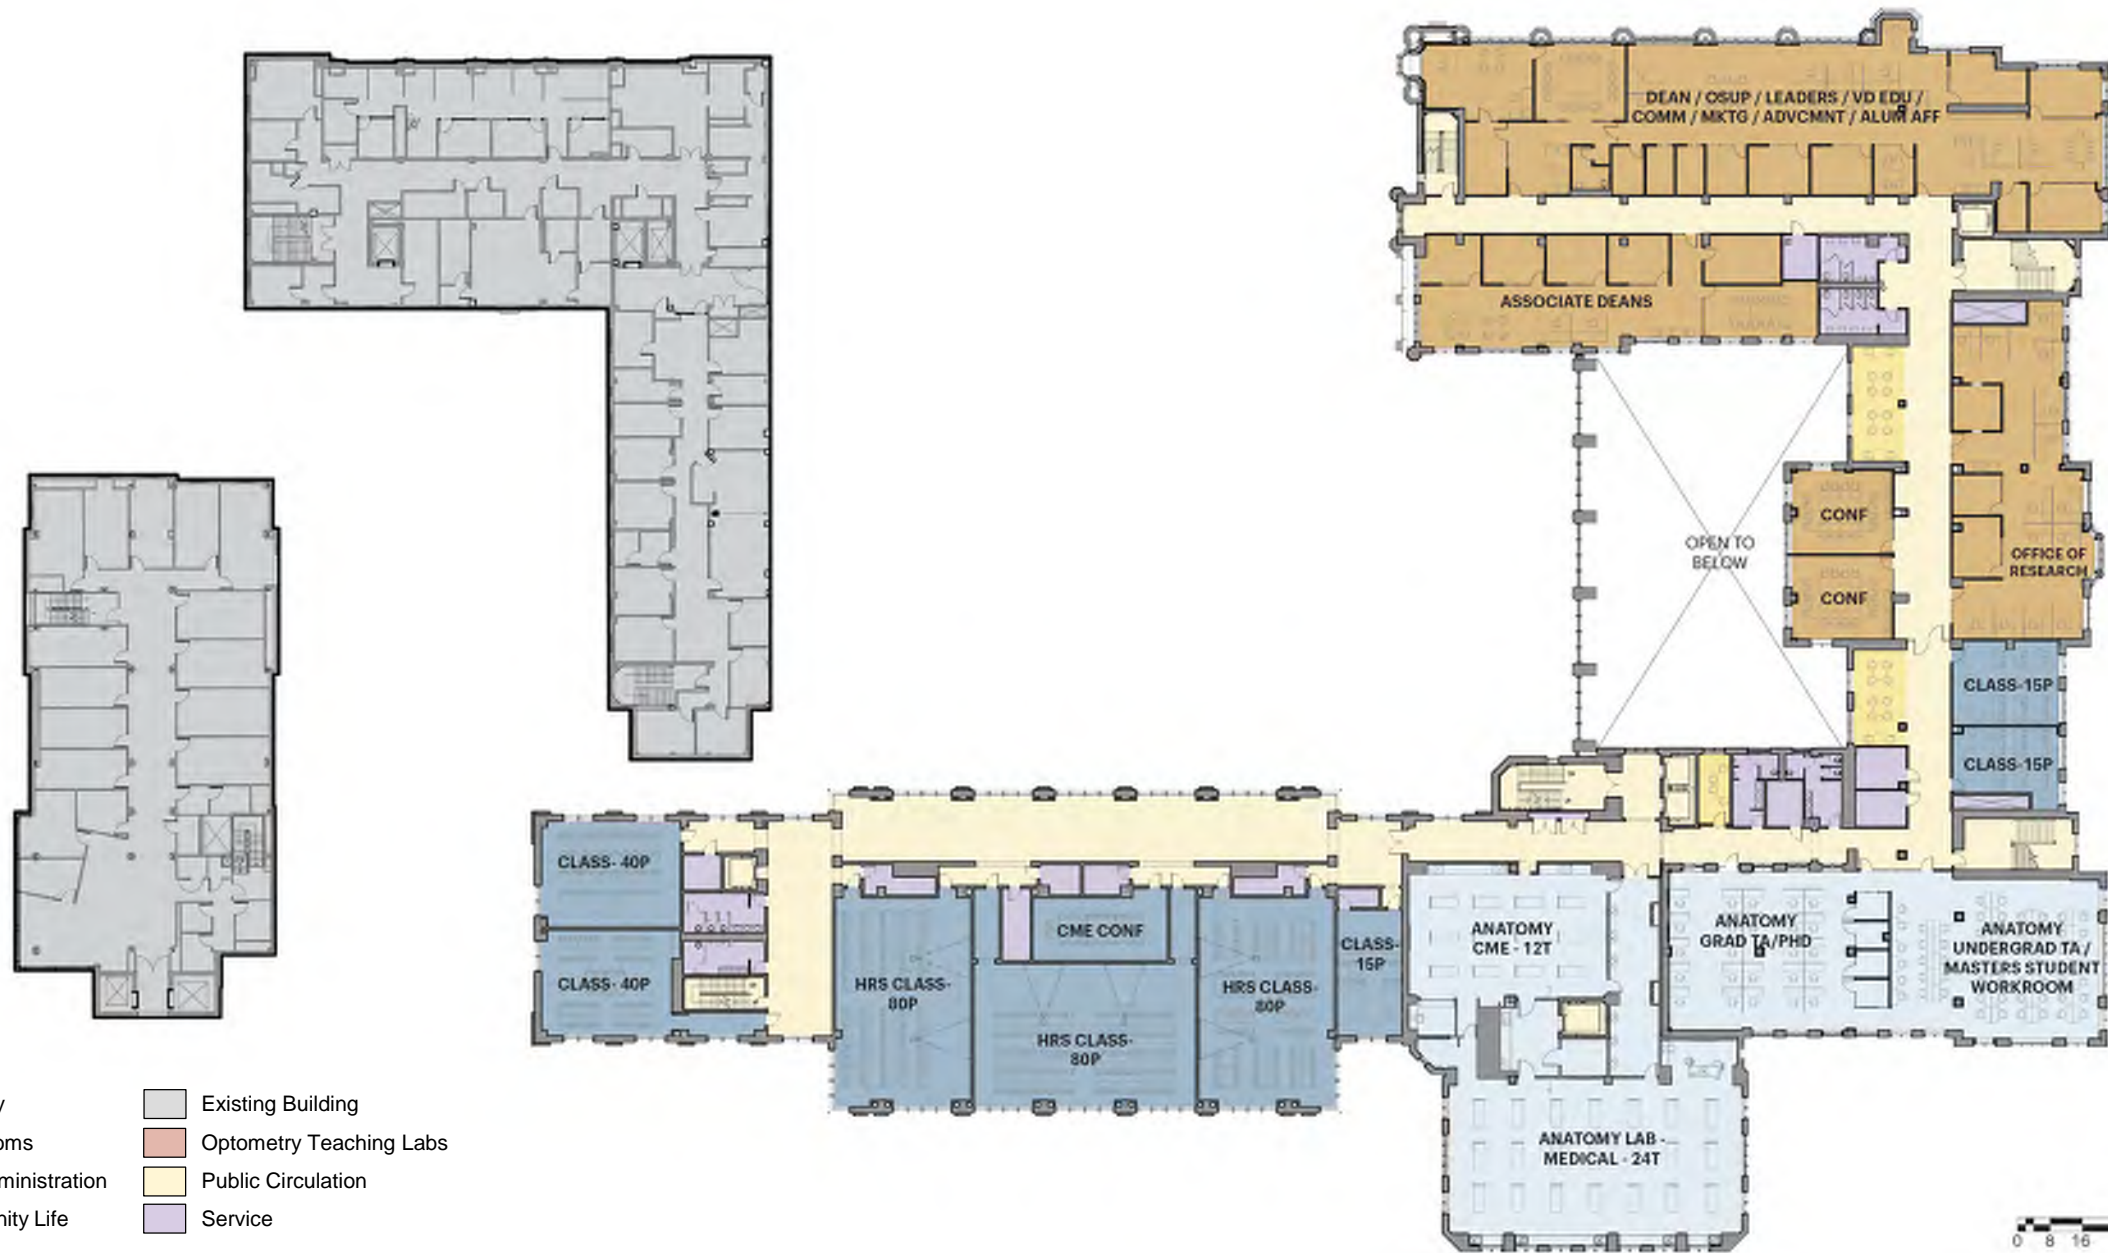 DEAN / OSUP / LEADERS / VD EDU /
COMM / MKTG / ADVCMNT / ALUM AFF
ASSOCIATE DEANS
CONF
OPEN TO
BELOW
OFFICE OF
RESEARCH
CONF
CLASS-15P
CLASS-15P
CLASS- 40P
CME CONF
ANATOMY
CME - 12T
ANATOMY
GRAD TA/PHD
ANATOMY
UNDERGRAD TA /
MASTERS STUDENT
WORKROOM
CLASS-
15P
CLASS- 40P
HRS CLASS-
80P
HRS CLASS-
80P
HRS CLASS-
80P
ANATOMY LAB -
MEDICAL - 24T
y
oms
ministration
nity Life
Existing Building
Optometry Teaching Labs
Public Circulation
Service
0 8 16